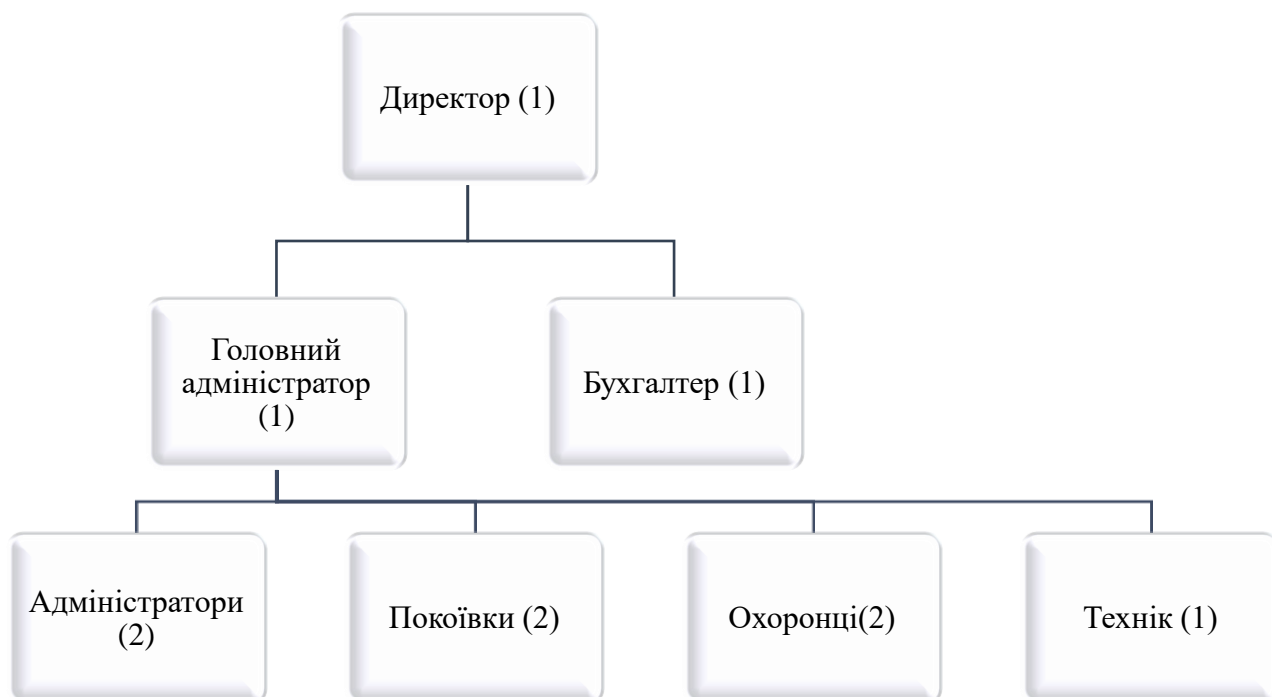 Директор (1)
Головний
адміністратор
(1)
Бухгалтер (1)
Адміністратори
(2)
Покоївки (2)
Охоронці(2)
Технік (1)